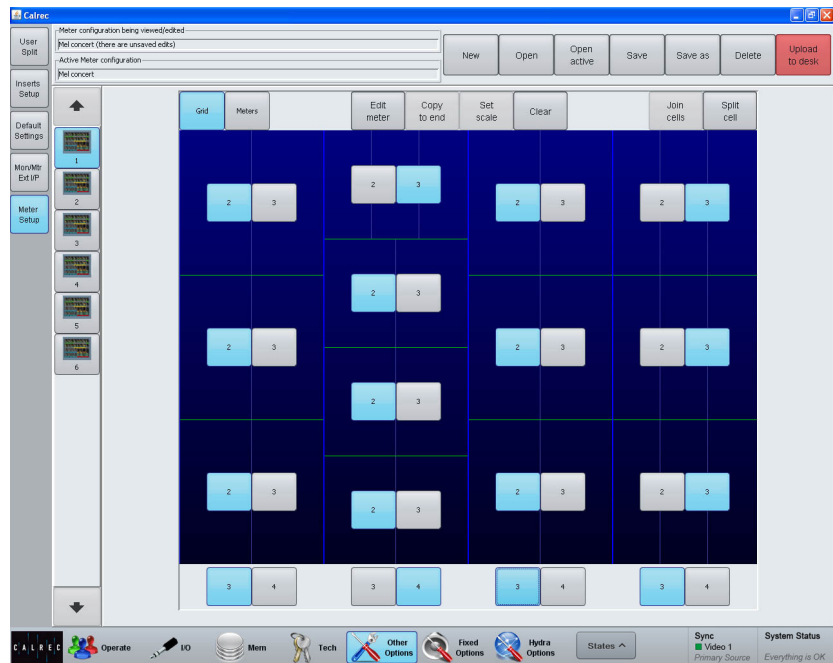 Calrec
User
Split
Inserts
Setup
Default
Settings
Mon/Mtr
Ext I/P
Meter
Setup
Meter configuration being viewed/edited
Mel concert (there are unsaved edits)
Active Meter configuration
Mel concert
New
Open
Open
active
Save
Save as
Delete
Upload
to desk
1
2
3
4
5
6
Grid
Meters
Edit
meter
Copy
to end
Set
scale
Clear
Join
cells
Split
cell
2 3
2 3
2 3
2 3
2 3
2 3
2 3
2 3
2 3
2 3
2 3
2 3
2 3
3 4
3 4
3 4
3 4
CALREC
Operate
I/O
Mem
Tech
Other
Options
Fixed
Options
Hydra
Options
States ^
Sync
Video 1
Primary Source
System Status
Everything is OK